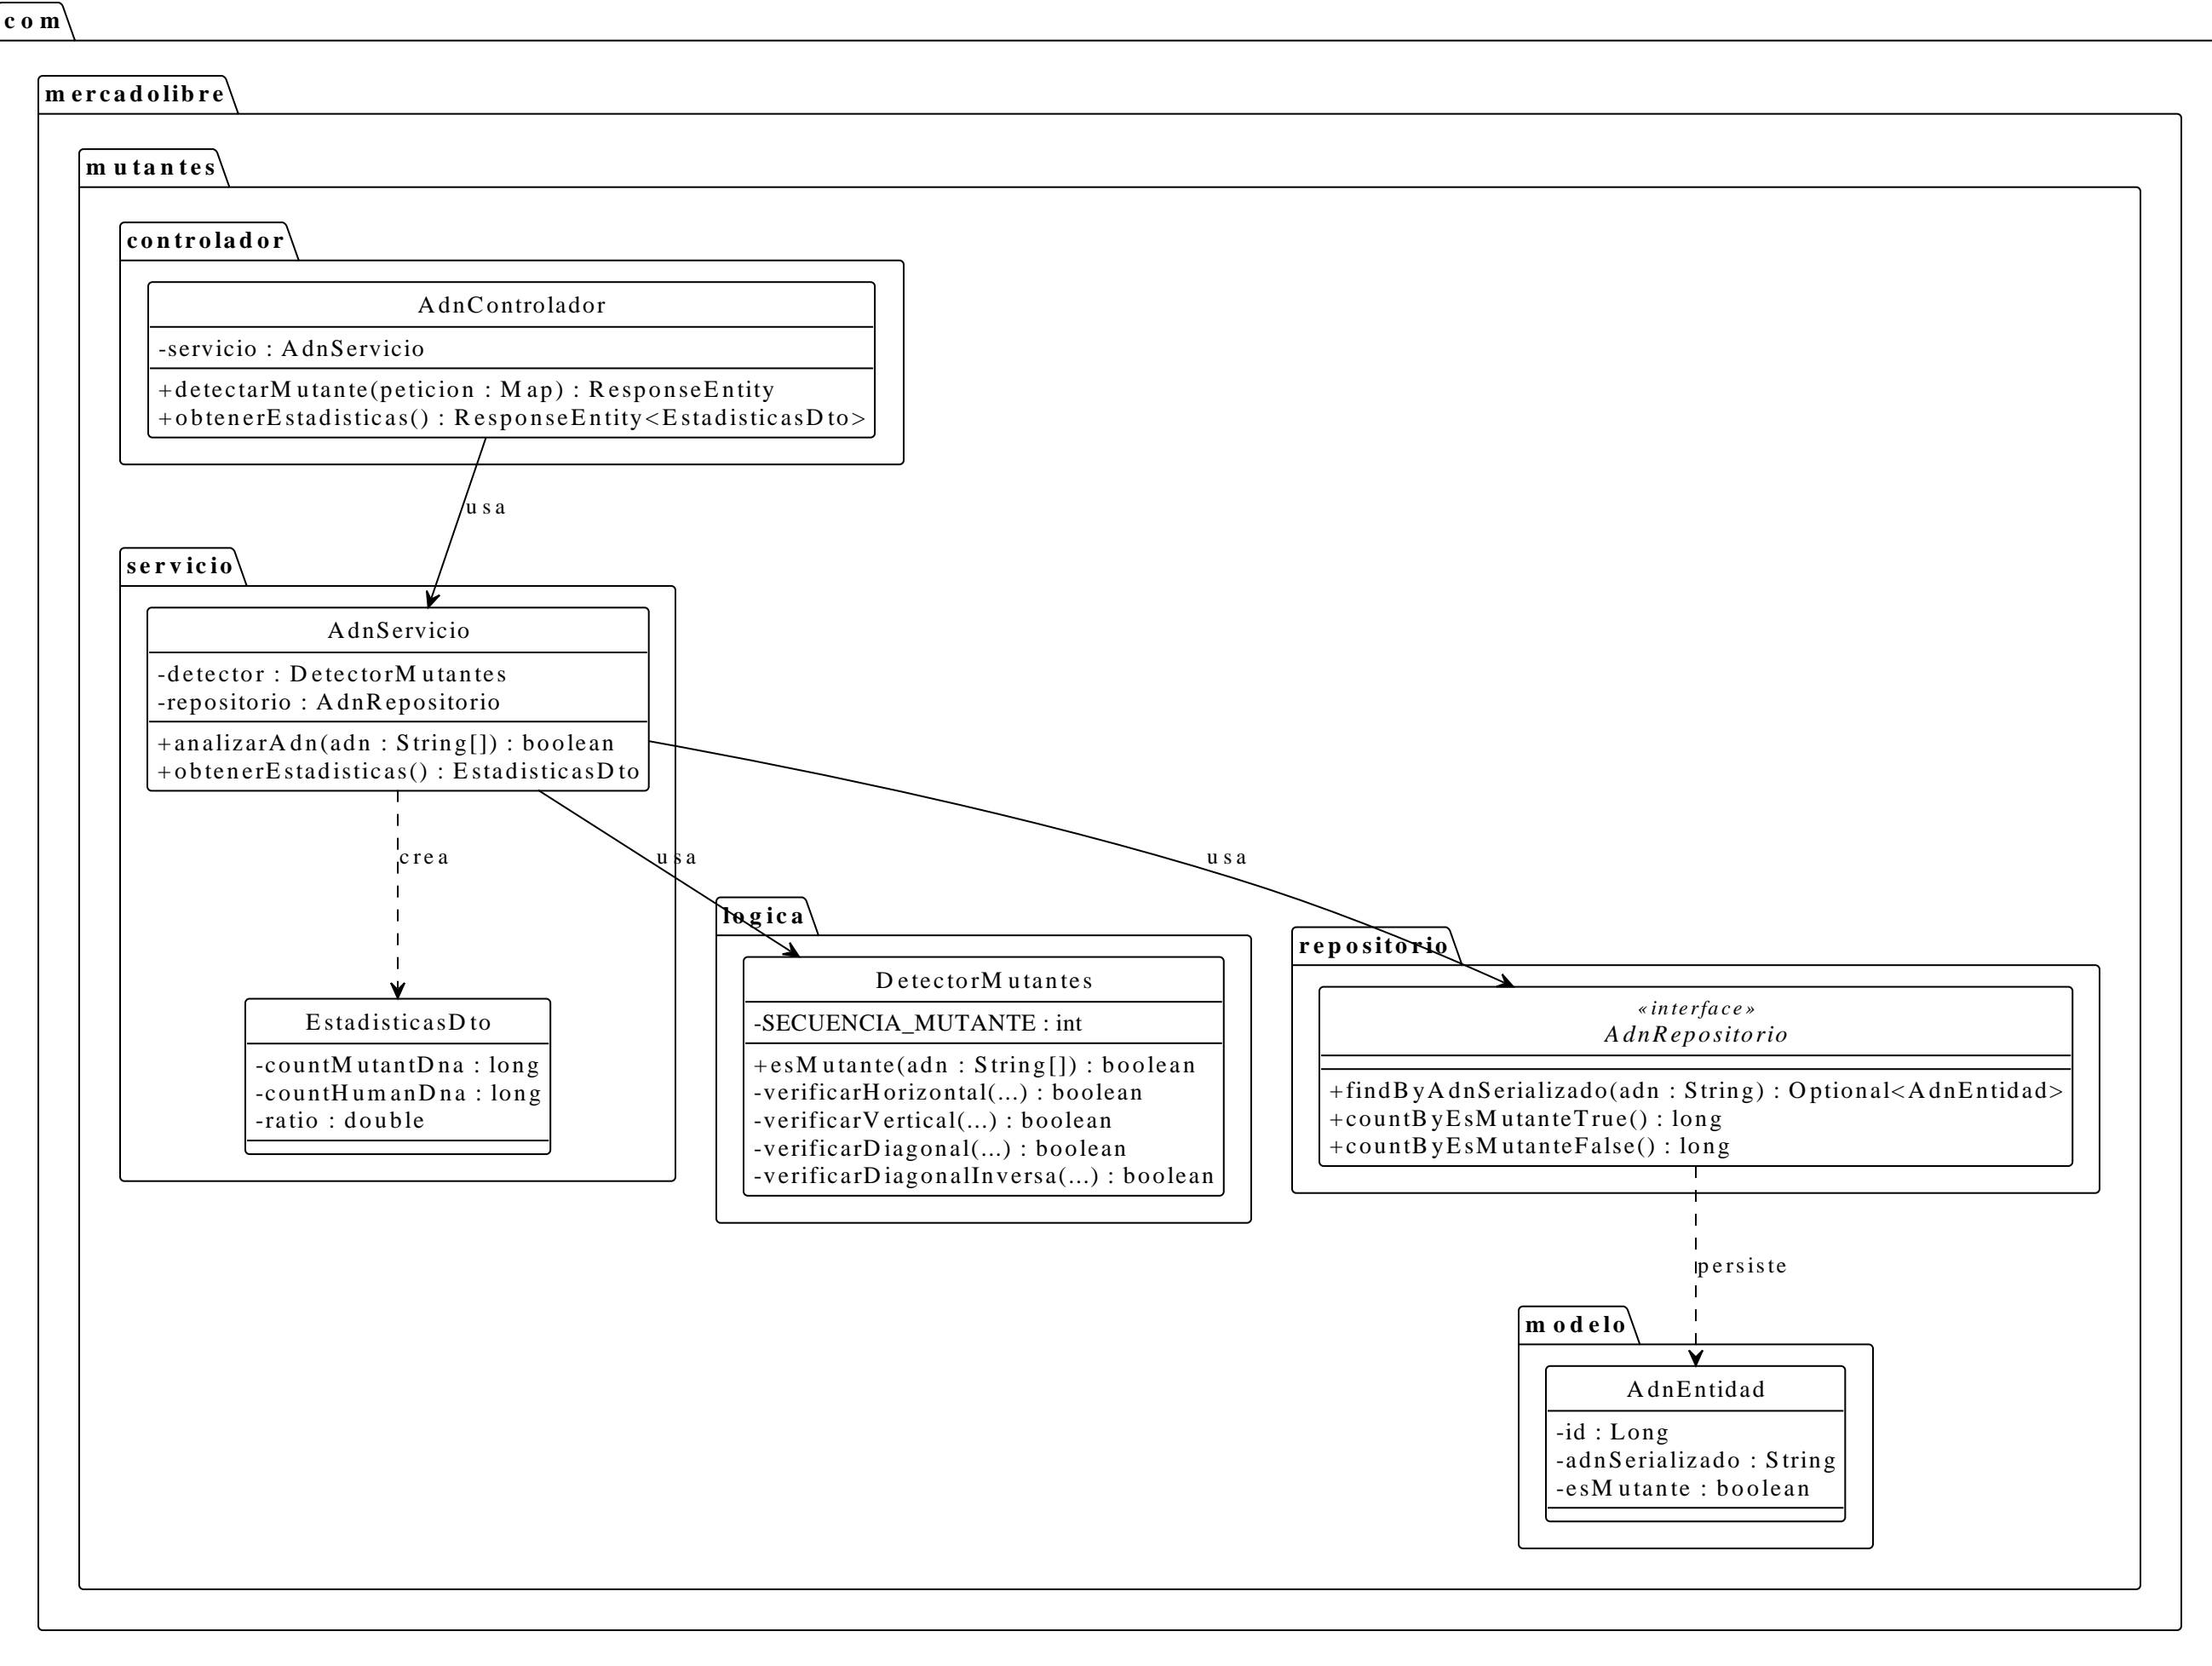 com
mercadolibre
mutantes
controlador
AdnControlador
-servicio : AdnServicio
+detectarMutante(peticion : Map) : ResponseEntity
+obtenerEstadisticas() : ResponseEntity<EstadisticasDto>
usa
servicio
AdnServicio
-detector : DetectorMutantes
-repositorio : AdnRepositorio
+analizarAdn(adn : String[]) : boolean
+obtenerEstadisticas() : EstadisticasDto
crea
usa
usa
EstadisticasDto
-countMutantDna : long
-countHumanDna : long
-ratio : double
logica
DetectorMutantes
-SECUENCIA_MUTANTE : int
+esMutante(adn : String[]) : boolean
-verificarHorizontal(...) : boolean
-verificarVertical(...) : boolean
-verificarDiagonal(...) : boolean
-verificarDiagonalInversa(...) : boolean
repositorio
«interface»
AdnRepositorio
+findByAdnSerializado(adn : String) : Optional<AdnEntidad>
+countByEsMutanteTrue() : long
+countByEsMutanteFalse() : long
persiste
modelo
AdnEntidad
-id : Long
-adnSerializado : String
-esMutante : boolean